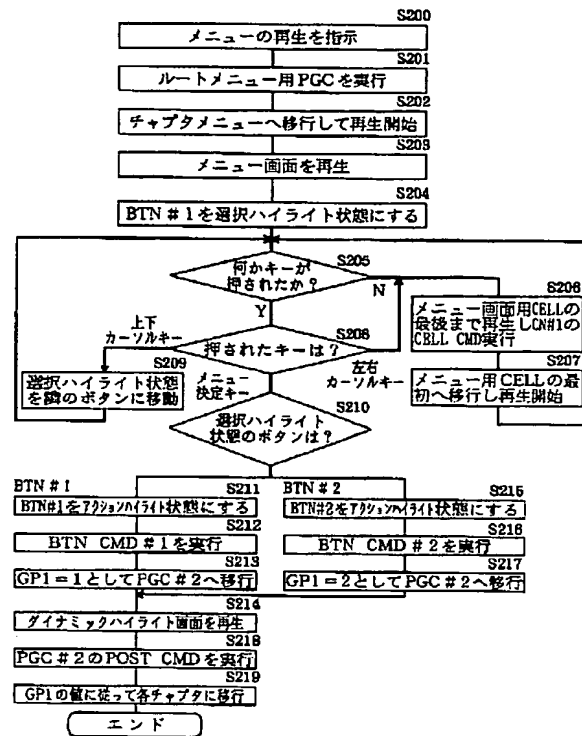 S200
メニューの再生を指示
S201
ルートメニュー用PGCを実行
S202
チャプタメニューへ移行して再生開始
S203
メニュー画面を再生
S204
BTN#1を選択ハイライト状態にする
S205
何かキーが
押されたか?
N
Y
S206
メニュー画面用CELLの
最後まで再生しCN#1の
CELL CMD実行
S207
メニュー用CELLの最
初へ移行し再生開始
S208
押されたキーは?
上下
カーソルキー
左右
カーソルキー
メニュー
決定キー
S209
選択ハイライト状態
を隣のボタンに移動
S210
選択ハイライト
状態のボタンは?
BTN#1
S211
BTN#1をアクションハイライト状態にする
S212
BTN CMD#1を実行
S213
GP1=1としてPGC#2へ移行
BTN#2
S215
BTN#2をアクションハイライト状態にする
S216
BTN CMD#2を実行
S217
GP1=2としてPGC#2へ移行
S214
ダイナミックハイライト画面を再生
S218
PGC#2のPOST CMDを実行
S219
GP1の値に従って各チャプタに移行
エンド